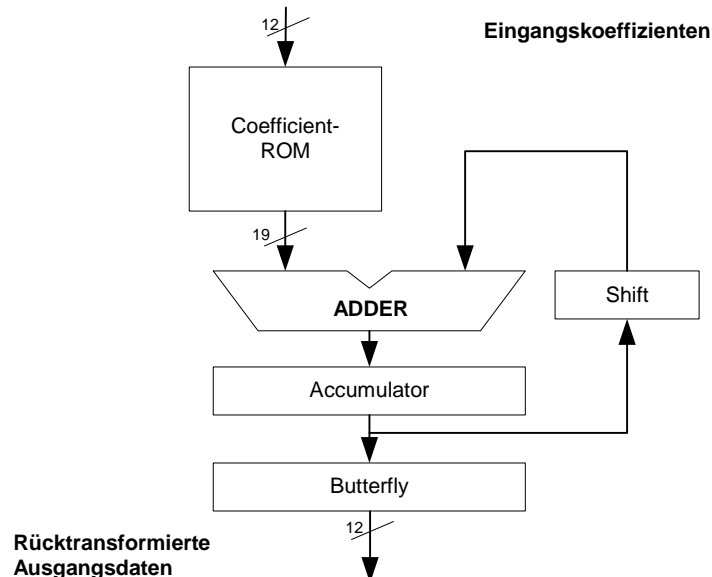 12
Eingangskoeffizienten
Coefficient-
ROM
19
ADDER
Shift
Accumulator
Butterfly
12
Rücktransformierte
Ausgangsdaten